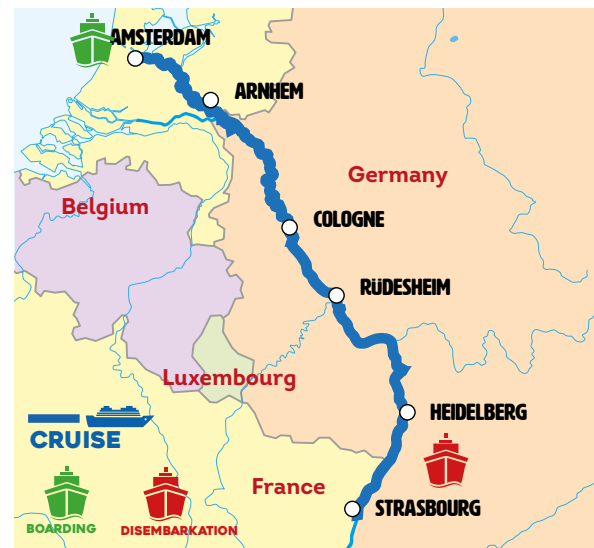 AMSTERDAM
ARNHEM
Germany
Belgium
COLOGNE
RÜDESHEIM
Luxembourg
HEIDELBERG
CRUISE
France
STRASBOURG
BOARDING
DISEMBARKATION